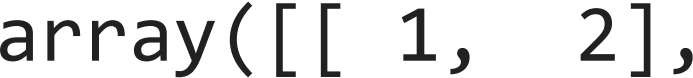 array([[ 1,  2],